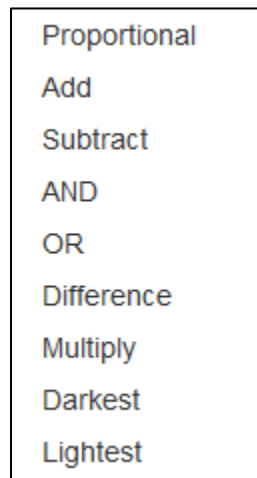 Proportional
Add
Subtract
AND
OR
Difference
Multiply
Darkest
Lightest